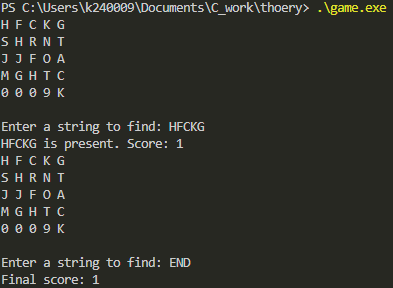 PS C:\Users\k240009\Documents\C_work\thoery> .\game.exe
H F C K G
S H R N T
J J F O A
M G H T C
0 0 0 9 K
Enter a string to find: HFCKG
HFCKG is present. Score: 1
H F C K G
S H R N T
J J F O A
M G H T C
0 0 0 9 K
Enter a string to find: END
Final score: 1